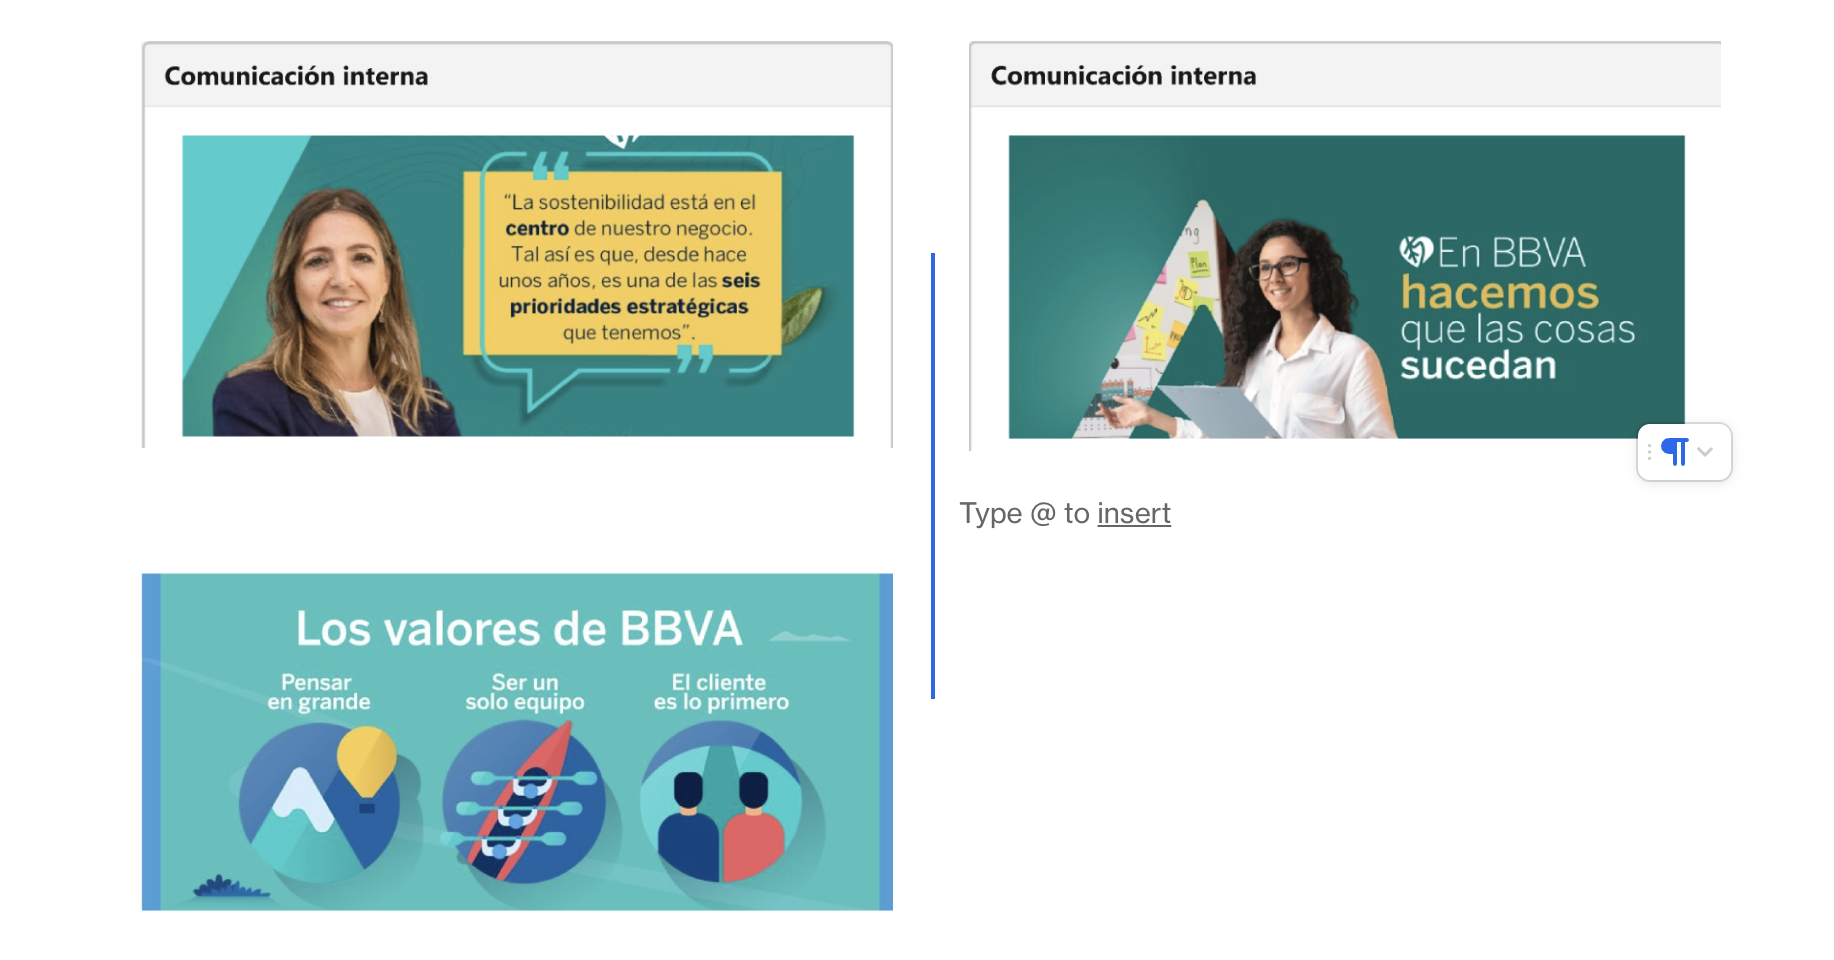 Comunicación interna
“La sostenibilidad está en el
centro de nuestro negocio.
Tal así es que, desde hace
unos años, es una de las seis
prioridades estratégicas
que tenemos”.
Comunicación interna
Plan
En BBVA
hacemos
que las cosas
sucedan
Type @ to insert
Los valores de BBVA
Pensar
en grande
Ser un
solo equipo
El cliente
es lo primero